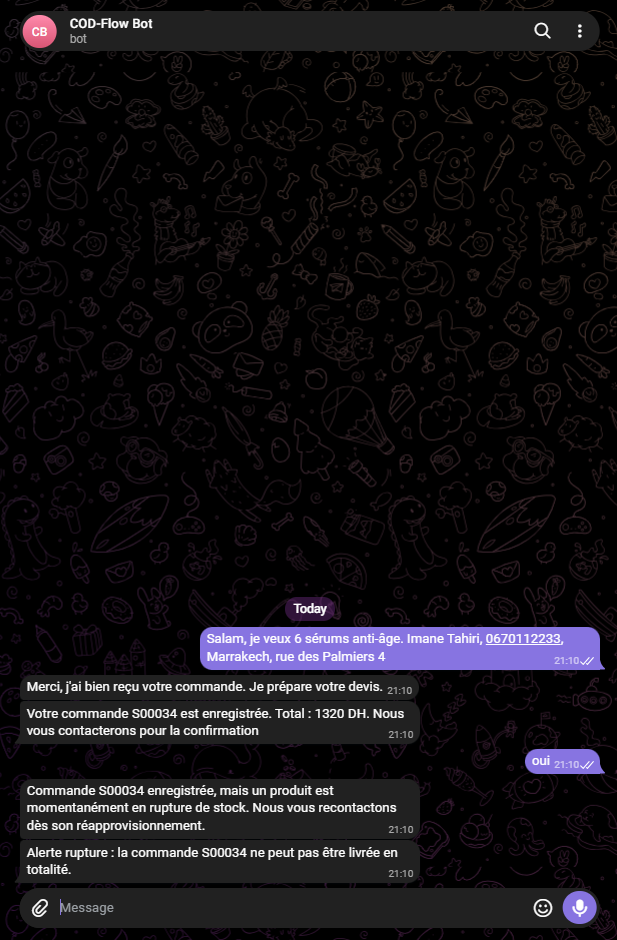 CB
COD-Flow Bot
bot
Today
Salam, je veux 6 sérums anti-âge. Imane Tahiri, 0670112233,
Marrakech, rue des Palmiers 4
21:10
Merci, j'ai bien reçu votre commande. Je prépare votre devis. 21:10
Votre commande S00034 est enregistrée. Total : 1320 DH. Nous
vous contacterons pour la confirmation
21:10
oui 21:10
Commande S00034 enregistrée, mais un produit est
momentanément en rupture de stock. Nous vous recontactons
dès son réapprovisionnement.
21:10
Alerte rupture : la commande S00034 ne peut pas être livrée en
totalité.
21:10
Message